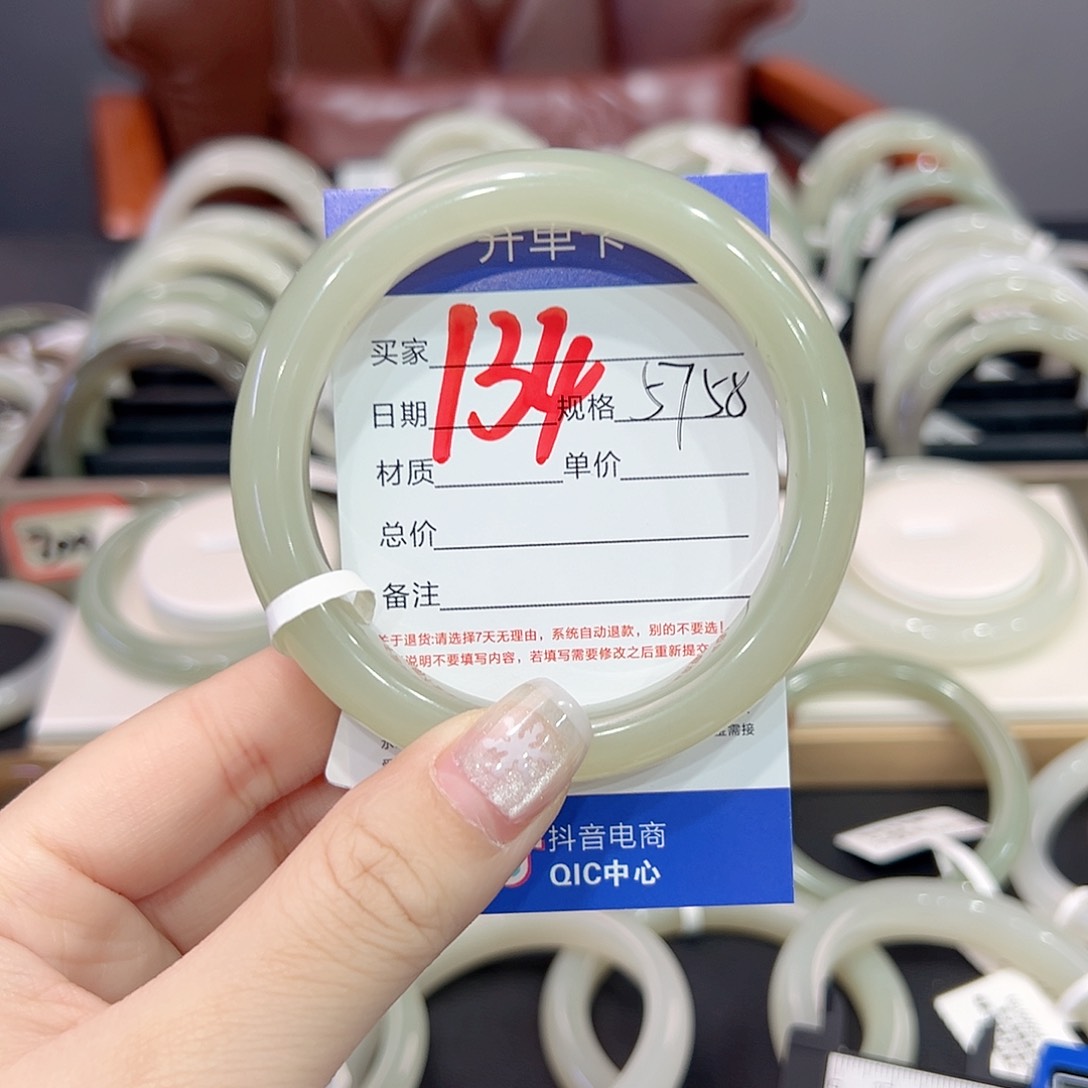 开单卡
买家
134
日期 规格 5758
材质 单价
总价
备注
关于退货:请选择7天无理由，系统自动退款，别的不要选！
说明不要填写内容，若填写需要修改之后重新提交
需接
抖音电商
QIC中心